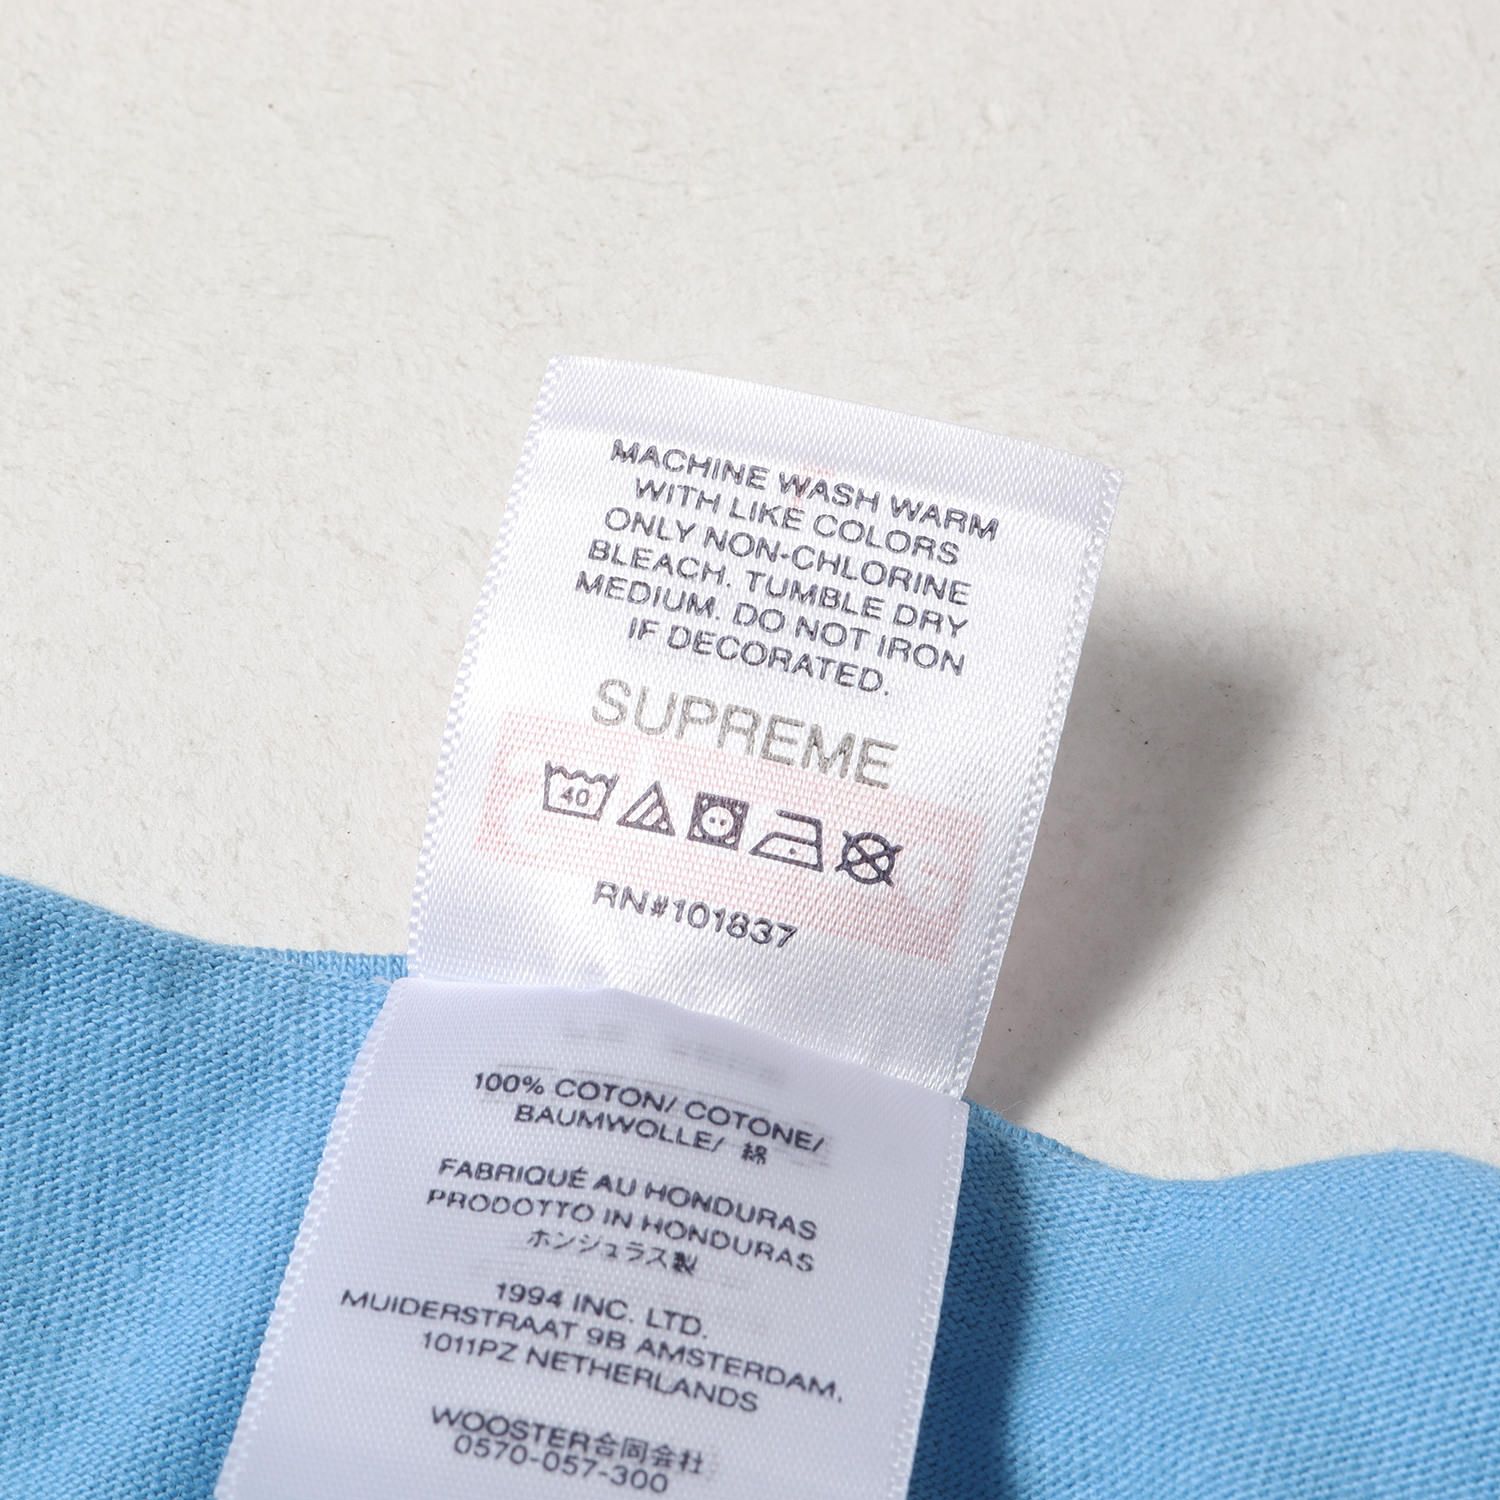 MACHINE WASH WARM
WITH LIKE COLORS
ONLY NON-CHLORINE
BLEACH. TUMBLE DRY
MEDIUM. DO NOT IRON
IF DECORATED.
SUPREME
40
RN#101837
100% COTON/ COTONE/
BAUMWOLLE/ 綿
FABRIQUÉ AU HONDURAS
PRODOTTO IN HONDURAS
ホンジュラス製
1994 INC. LTD.
MUIDERSTRAAT 9B AMSTERDAM,
1011PZ NETHERLANDS
WOOSTER合同会社
0570-057-300